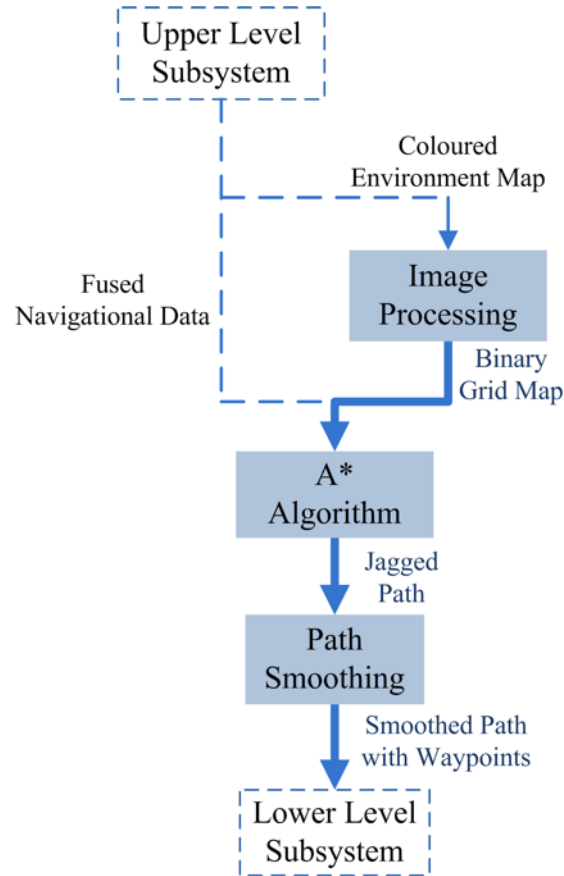 Upper Level
Subsystem
Coloured
Environment Map
Fused
Navigational Data
Image
Processing
Binary
Grid Map
A*
Algorithm
Jagged
Path
Path
Smoothing
Smoothed Path
with Waypoints
Lower Level
Subsystem